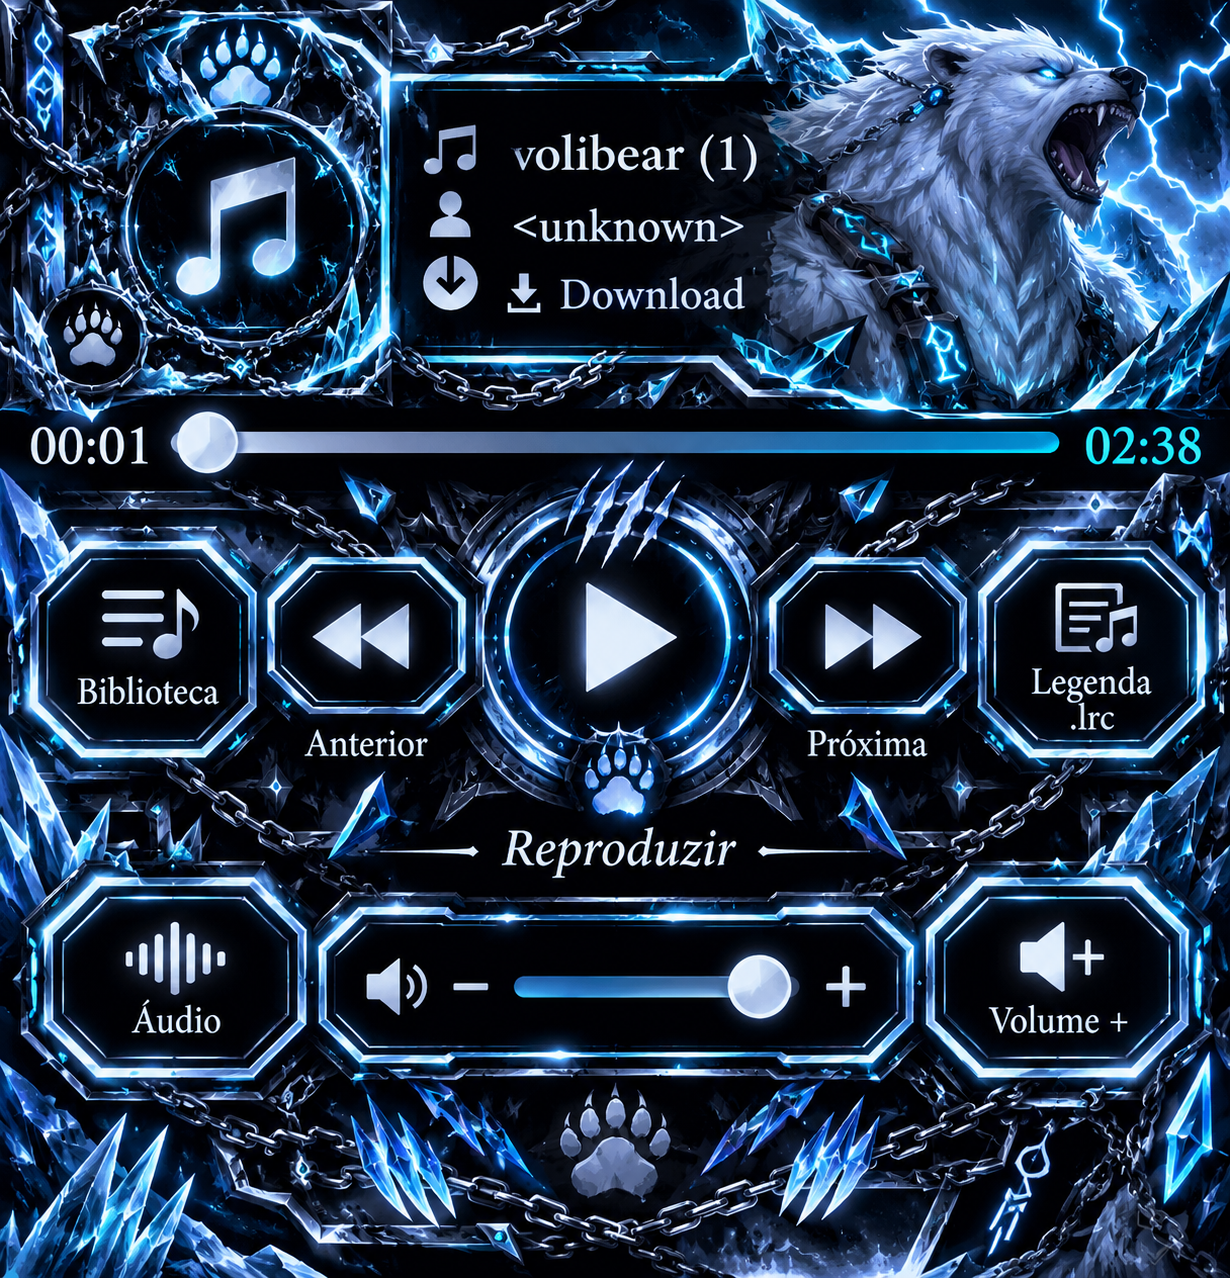 volibear (1)
<unknown>
Download
00:01
02:38
Biblioteca
Anterior
Próxima
Legenda
.lrc
Reproduzir
Áudio
Volume +